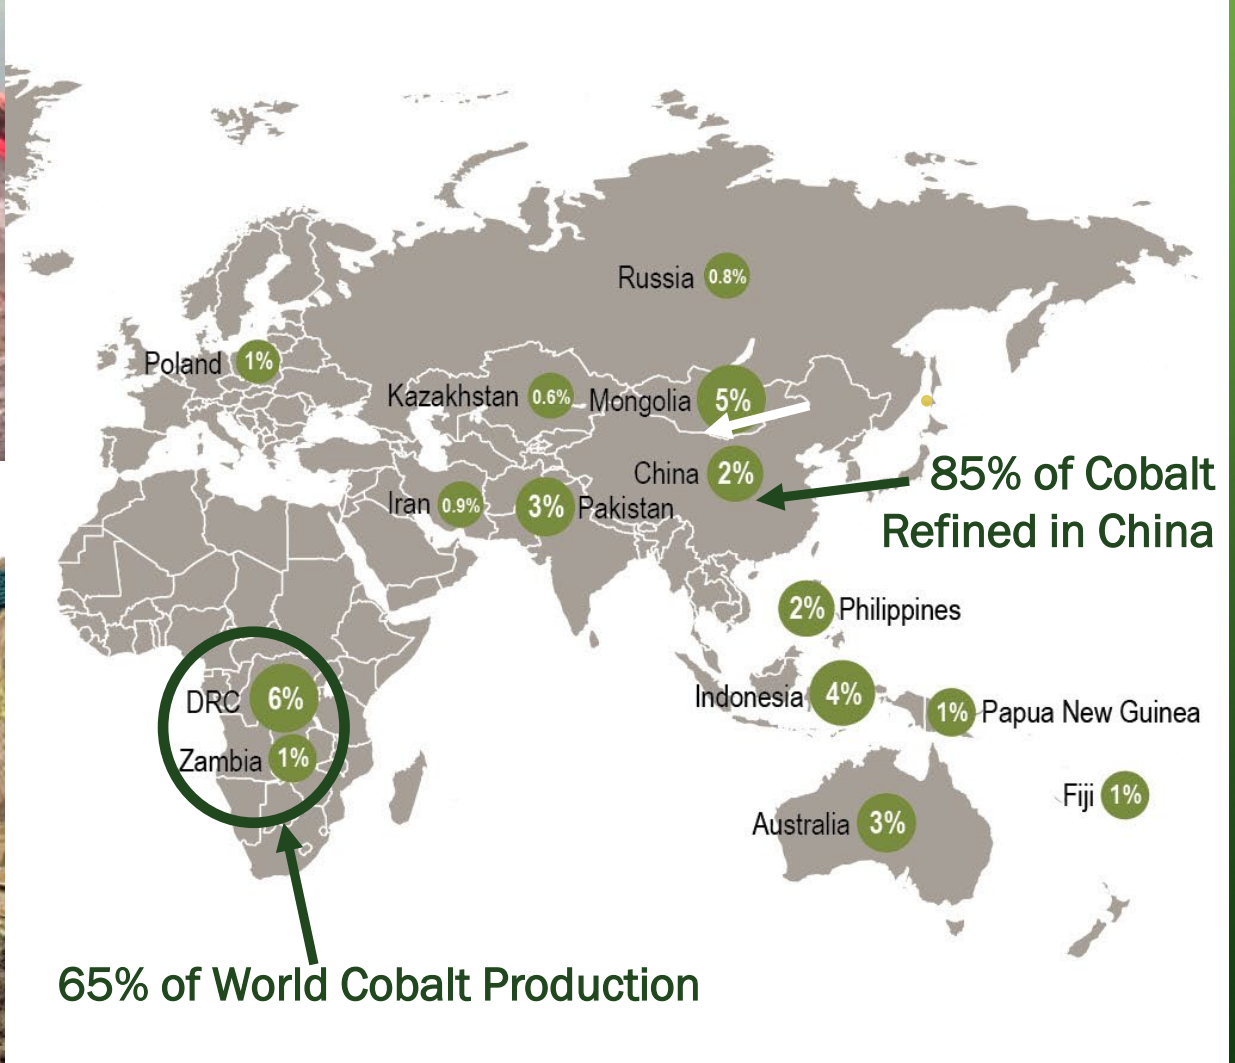 Russia 0.8%
Poland 1%
Kazakhstan 0.6%
Mongolia 5%
China 2%
85% of Cobalt
Refined in China
Iran 0.9%
3% Pakistan
2% Philippines
DRC 6%
Indonesia 4%
1% Papua New Guinea
Zambia 1%
Fiji 1%
Australia 3%
65% of World Cobalt Production